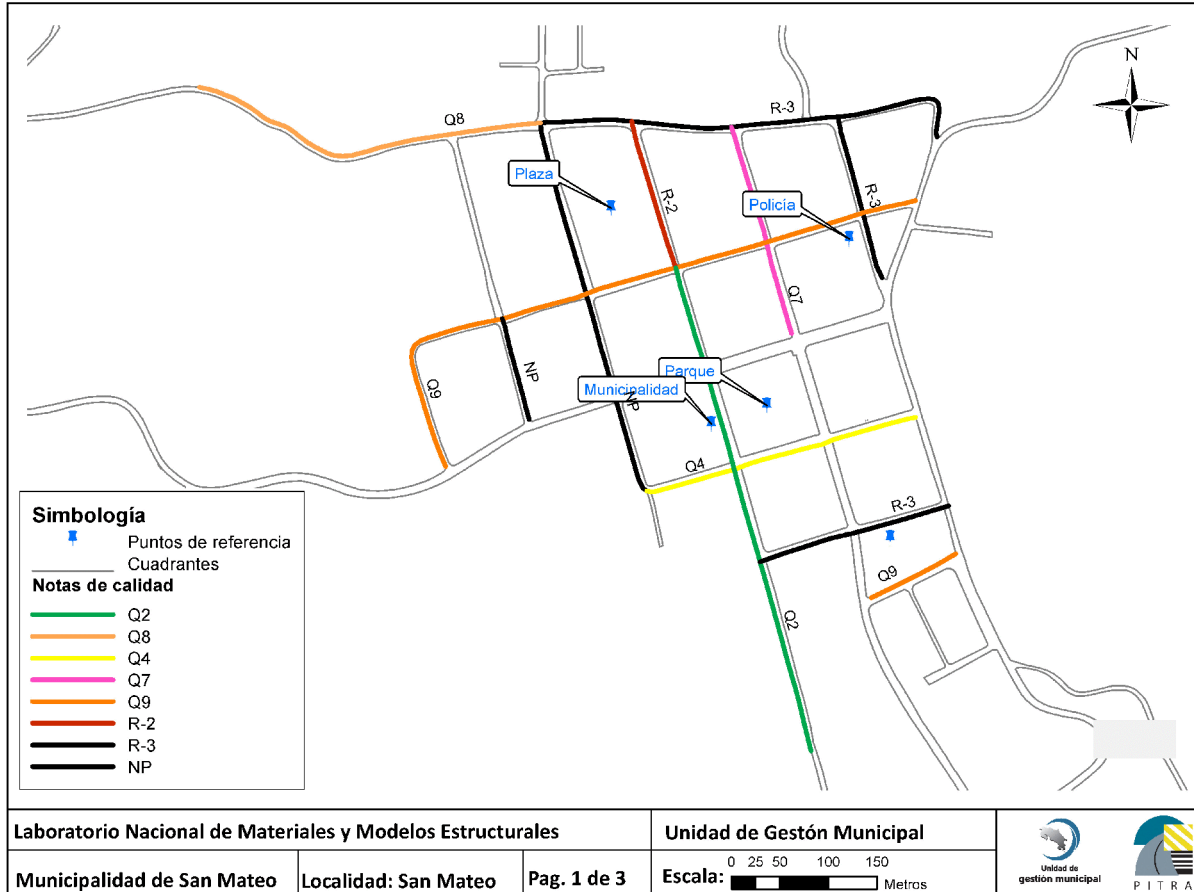 N
R-3
Q8
Plaza
R-2
R-3
Policía
Q7
NP
Parque
Municipalidad
NP
Q9
Q4
R-3
Q9
Q2
Simbología
Puntos de referencia
Cuadrantes
Notas de calidad
Q2
Q8
Q4
Q7
Q9
R-2
R-3
NP
Laboratorio Nacional de Materiales y Modelos Estructurales
Unidad de Gestión Municipal
Municipalidad de San Mateo
Localidad: San Mateo
Pag. 1 de 3
Escala:
0 25 50 100 150
Metros
Unidad de
gestión municipal
PITRA